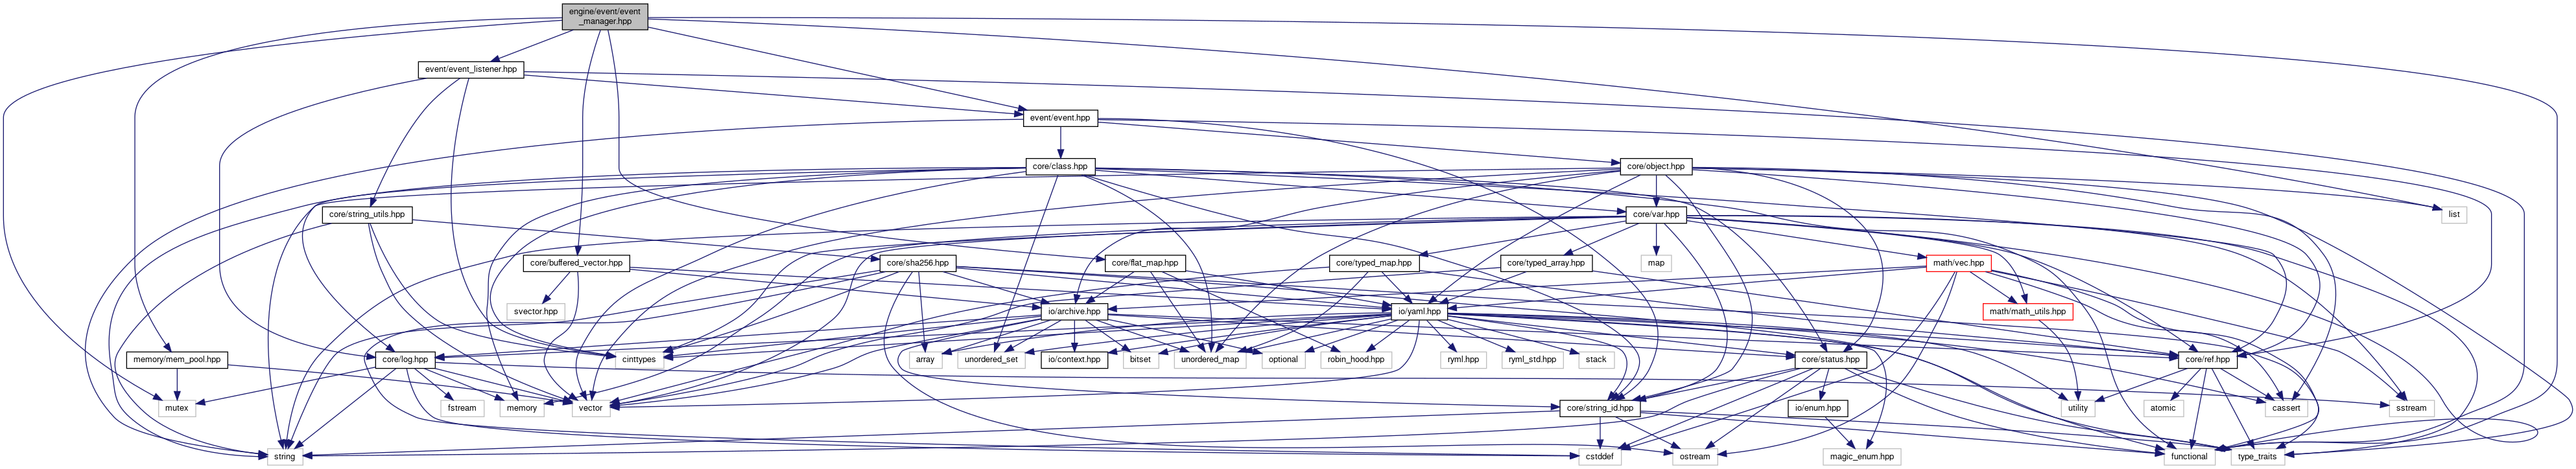 engine/event/event
_manager.hpp
event/event_listener.hpp
event/event.hpp
core/class.hpp
core/object.hpp
core/string_utils.hpp
core/var.hpp
list
core/buffered_vector.hpp
core/sha256.hpp
core/flat_map.hpp
core/typed_map.hpp
core/typed_array.hpp
map
math/vec.hpp
svector.hpp
io/archive.hpp
io/yaml.hpp
math/math_utils.hpp
memory/mem_pool.hpp
core/log.hpp
cinttypes
array
unordered_set
io/context.hpp
bitset
unordered_map
optional
robin_hood.hpp
ryml.hpp
ryml_std.hpp
stack
core/status.hpp
core/ref.hpp
mutex
fstream
memory
vector
core/string_id.hpp
io/enum.hpp
utility
atomic
cassert
sstream
string
cstddef
ostream
magic_enum.hpp
functional
type_traits